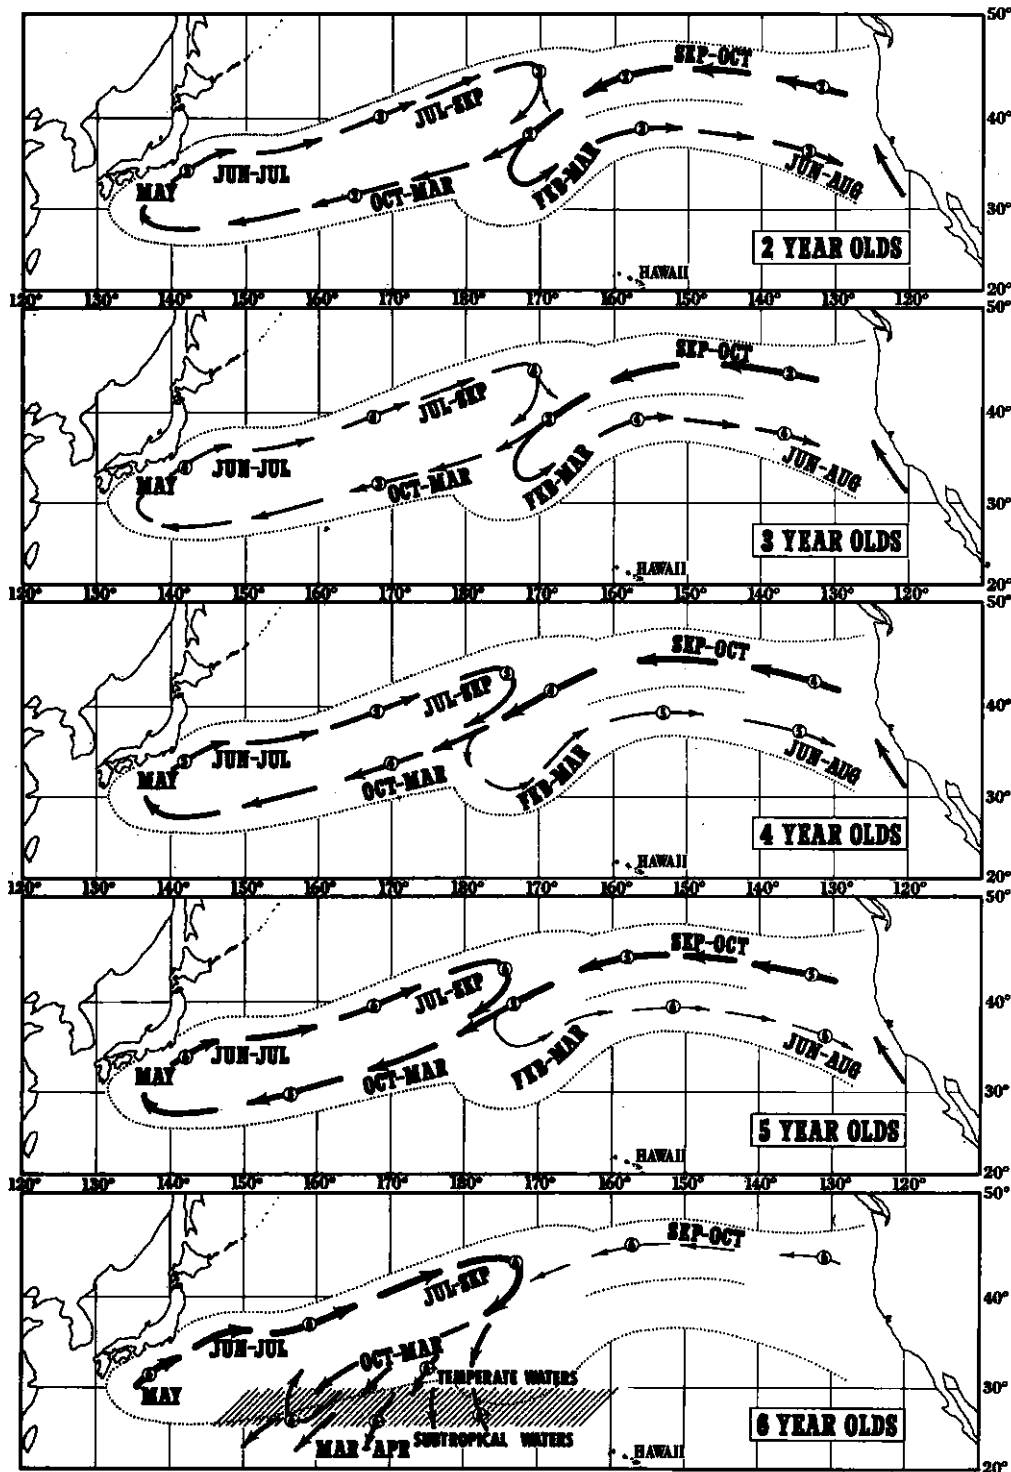 50°
SEP-OCT
JUL-SEP
40°
MAY
JUN-JUL
OCT-MAR
FEB-MAR
JUN-AUG
30°
2 YEAR OLDS
HAWAII
20°
120° 130° 140° 150° 160° 170° 180° 170° 160° 150° 140° 130° 120°
50°
SEP-OCT
JUL-SEP
40°
MAY
JUN-JUL
OCT-MAR
FEB-MAR
JUN-AUG
30°
3 YEAR OLDS
HAWAII
20°
120° 130° 140° 150° 160° 170° 180° 170° 160° 150° 140° 130° 120°
50°
SEP-OCT
JUL-SEP
40°
MAY
JUN-JUL
OCT-MAR
FEB-MAR
JUN-AUG
30°
4 YEAR OLDS
HAWAII
20°
120° 130° 140° 150° 160° 170° 180° 170° 160° 150° 140° 130° 120°
50°
SEP-OCT
JUL-SEP
40°
MAY
JUN-JUL
OCT-MAR
FEB-MAR
JUN-AUG
30°
5 YEAR OLDS
HAWAII
20°
120° 130° 140° 150° 160° 170° 180° 170° 160° 150° 140° 130° 120°
50°
SEP-OCT
JUL-SEP
40°
JUN-JUL
OCT-MAR
TEMPERATE WATERS
MAY
30°
6 YEAR OLDS
MAR-APR
SUBTROPICAL WATERS
HAWAII
20°